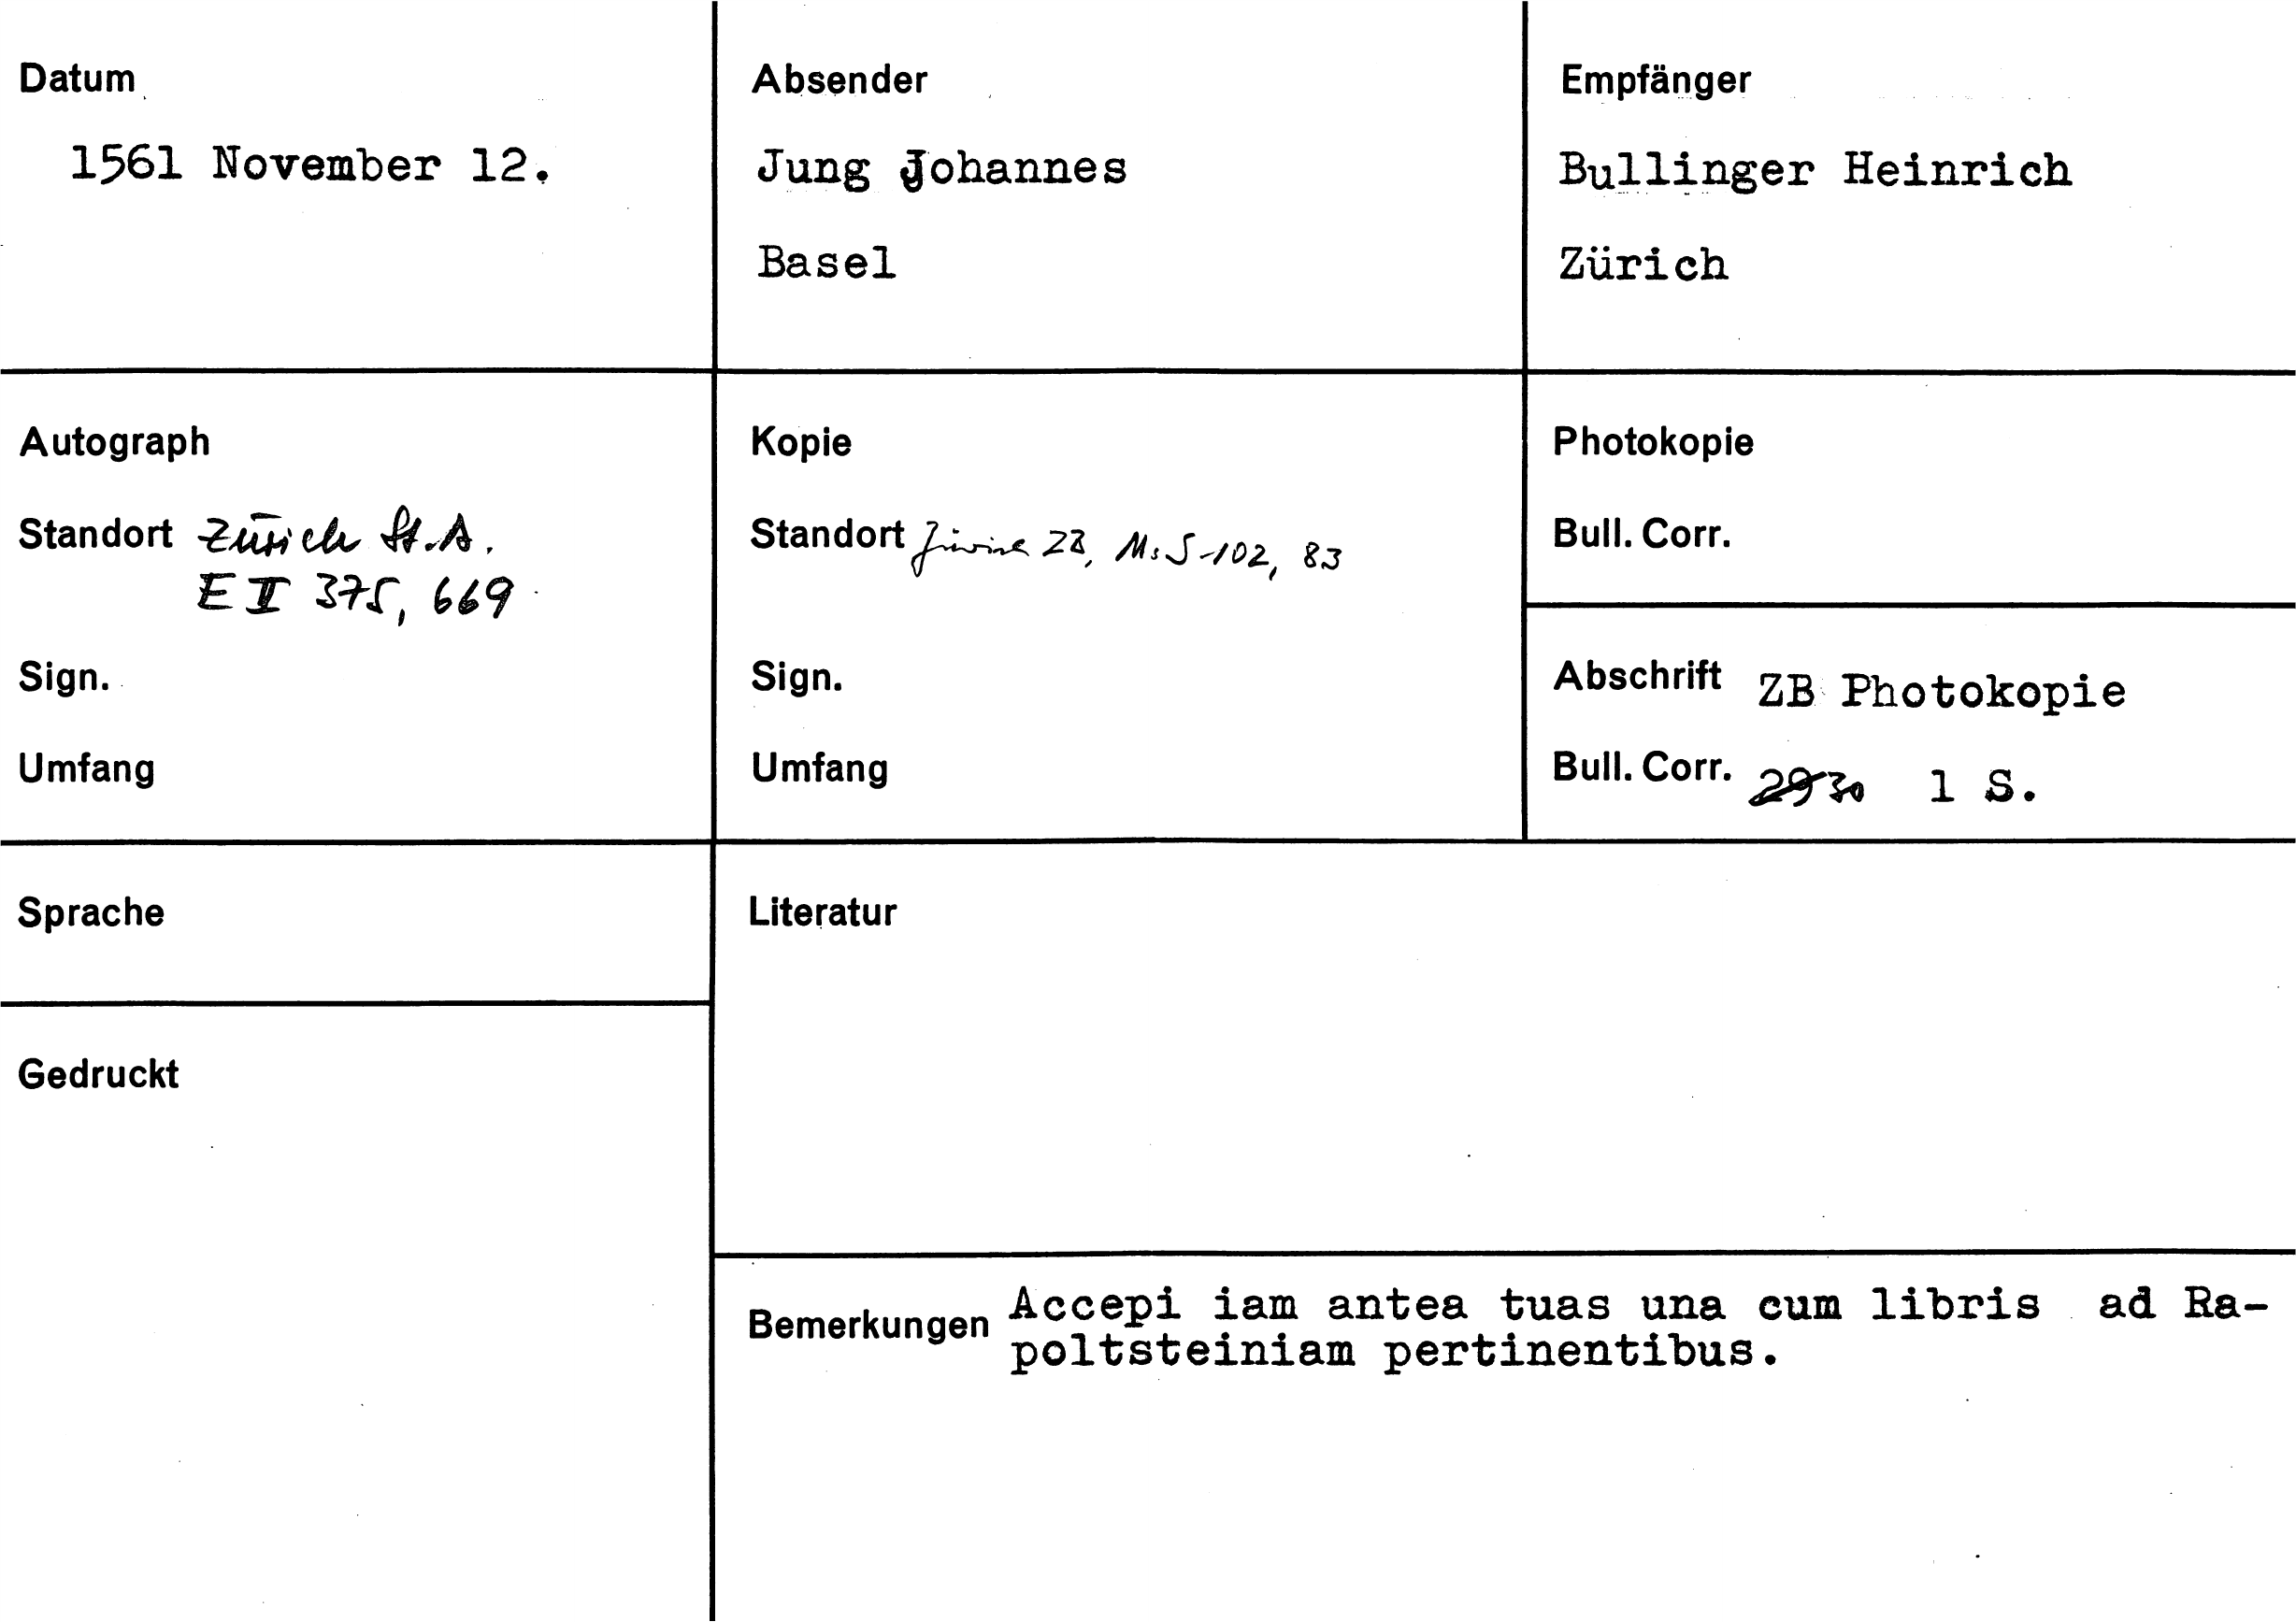 Datum
1561 November 12.
Absender
Jung Johannes
Basel
Empfänger
Bullinger Heinrich
Zürich
Autograph
Standort Zürich St.A.
E II 375, 669
Sign.
Umfang
Kopie
Standort Zürich ZB, Ms S-102, 83
Sign.
Umfang
Photokopie
Bull. Corr.
Abschrift ZB Photokopie
Bull. Corr. 30 1 S.
Sprache
Gedruckt
Literatur
Bemerkungen Accepi iam antea tuas una cum libris ad Ra-
poltsteiniam pertinentibus.